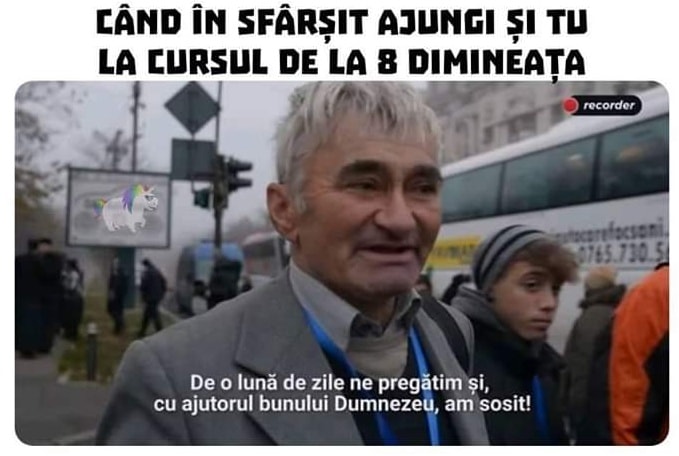 CÂND ÎN SFÂRȘIT AJUNGI ȘI TU
LA CURSUL DE LA 8 DIMINEAȚA
recorder
autocarefocsani.
0765.730.5
De o lună de zile ne pregătim și,
cu ajutorul bunului Dumnezeu, am sosit!